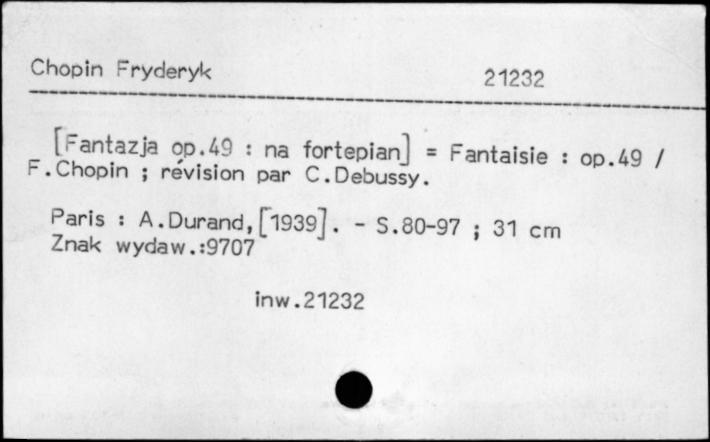 Chopin Fryderyk 21232
[Fantazja op.49 : na fortepian] = Fantaisie : op.49 /
F.Chopin ; révision par C.Debussy.
Paris : A.Durand,[1939]. - S.80-97 ; 31 cm
Znak wydaw.:9707
inw.21232